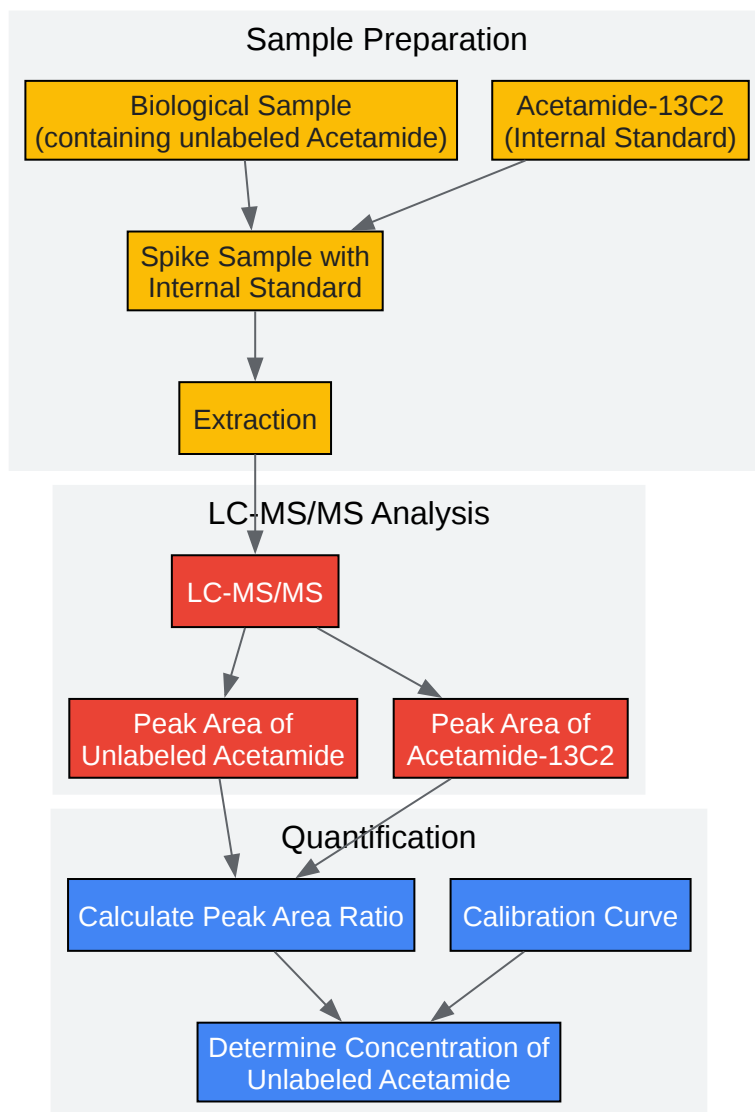 Sample Preparation
Biological Sample
(containing unlabeled Acetamide)
Acetamide-13C2
(Internal Standard)
Spike Sample with
Internal Standard
Extraction
LC-MS/MS Analysis
LC-MS/MS
Peak Area of
Unlabeled Acetamide
Peak Area of
Acetamide-13C2
Quantification
Calculate Peak Area Ratio
Calibration Curve
Determine Concentration of
Unlabeled Acetamide